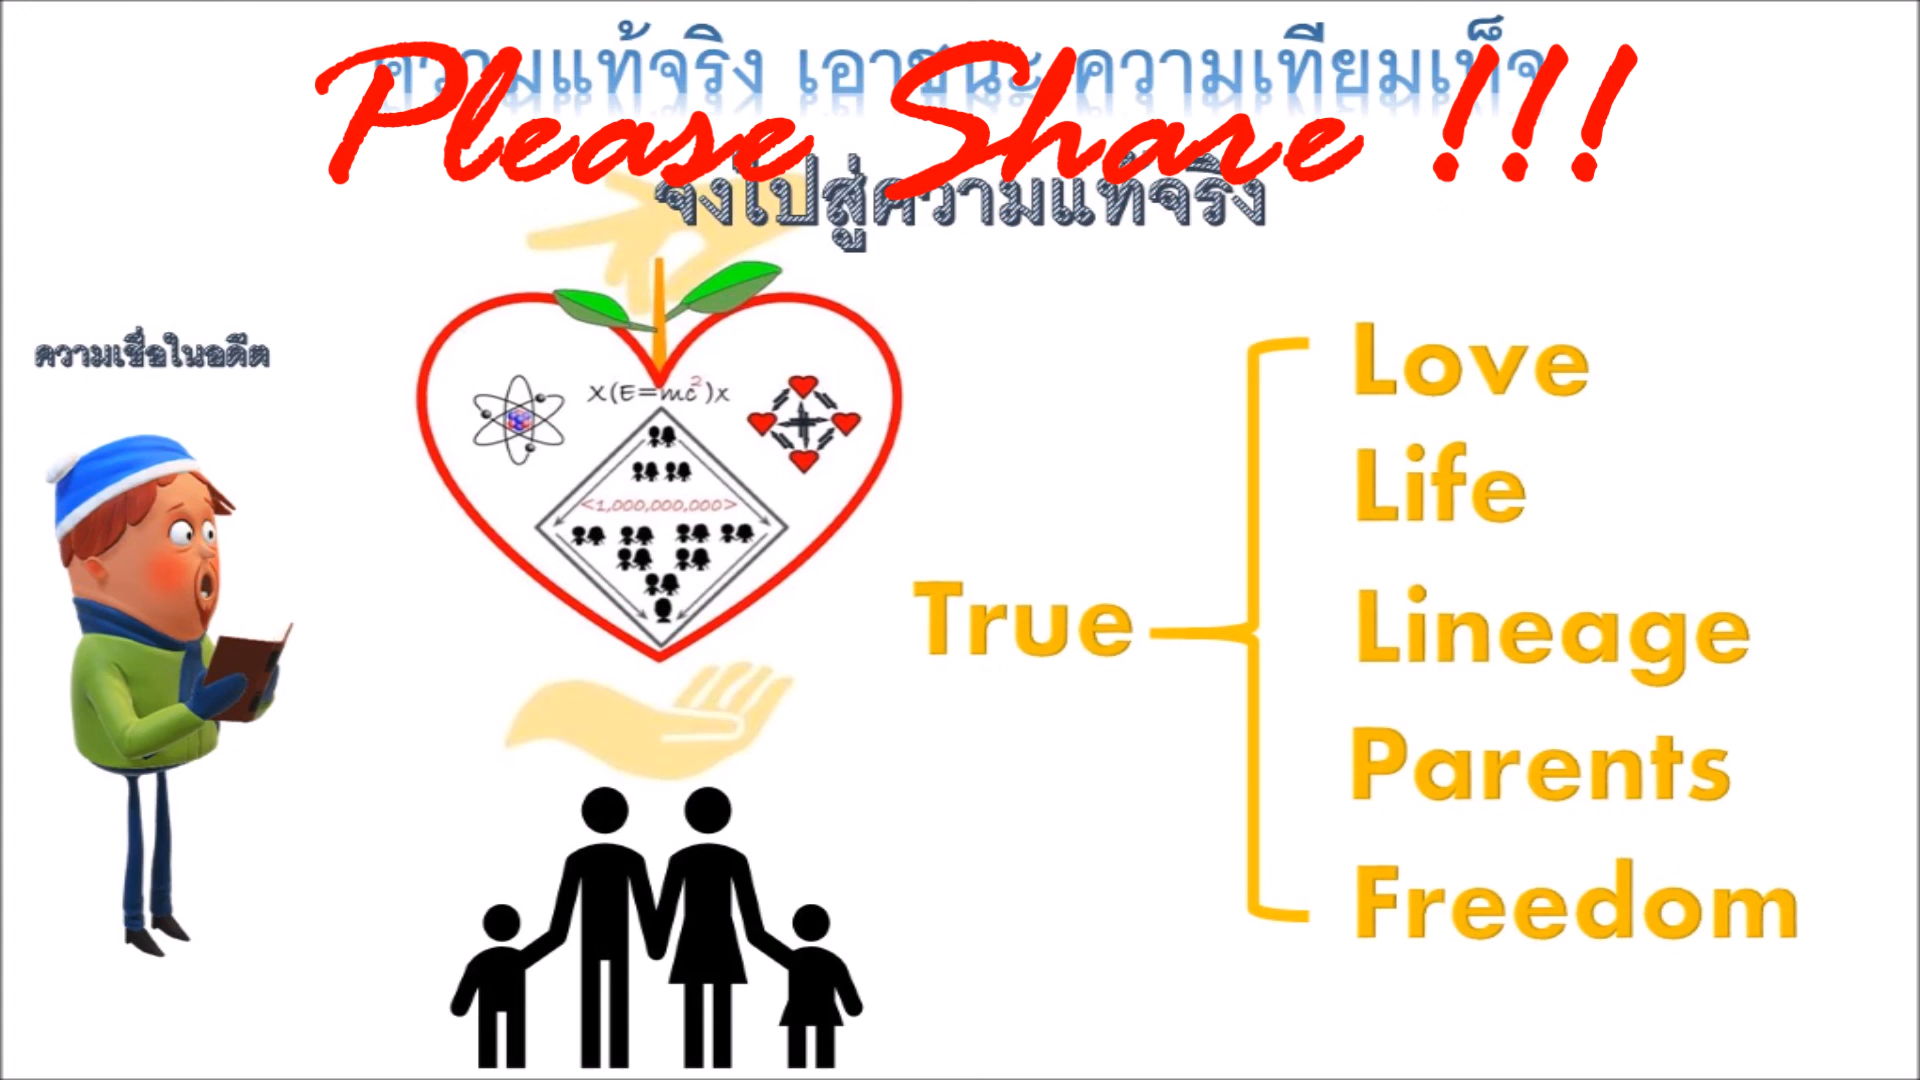 ความแท้จริง เอาชนะ ความเทียมเท็จ
Please Share !!!
จงไปสู่ความแท้จริง
ความเชื่อในอดีต
X(E=mc²)x
<1,000,000,000>
True
Love
Life
Lineage
Parents
Freedom